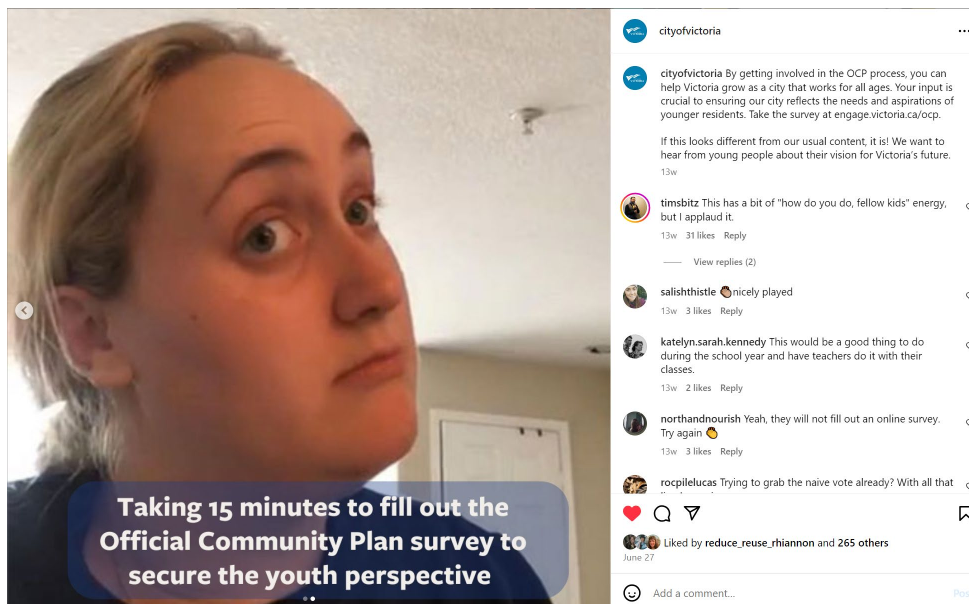 cityofvictoria
cityofvictoria By getting involved in the OCP process, you can
help Victoria grow as a city that works for all ages. Your input is
crucial to ensuring our city reflects the needs and aspirations of
younger residents. Take the survey at engage.victoria.ca/ocp.
If this looks different from our usual content, it is! We want to
hear from young people about their vision for Victoria's future.
13w
timsbitz This has a bit of "how do you do, fellow kids" energy,
but I applaud it.
13w 31 likes Reply
View replies (2)
salishthistle 👏🏽nicely played
13w 3 likes Reply
katelyn.sarah.kennedy This would be a good thing to do
during the school year and have teachers do it with their
classes.
13w 2 likes Reply
northandnourish Yeah, they will not fill out an online survey.
Try again 👏
13w 3 likes Reply
rocpilelucas Trying to grab the naive vote already? With all that
Liked by reduce_reuse_rhiannon and 265 others
June 27
Add a comment...
Taking 15 minutes to fill out the
Official Community Plan survey to
secure the youth perspective